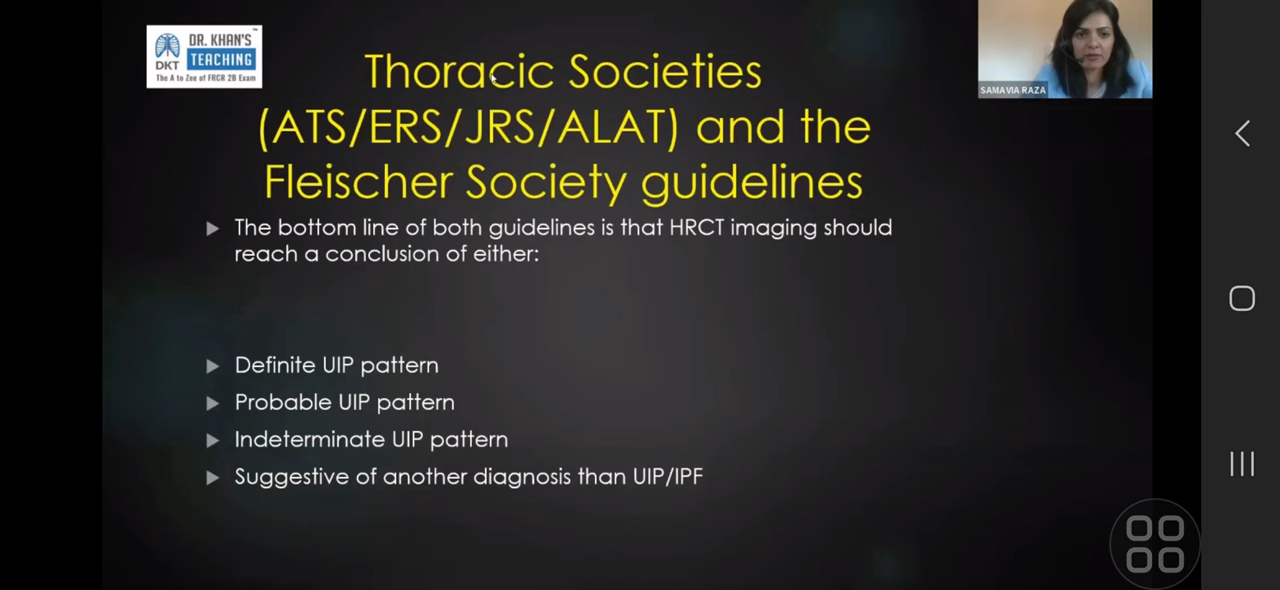 DR. KHAN'S
TEACHING
DKT
The A to Zee of FRCR 2B Exam
Thoracic Societies
(ATS/ERS/JRS/ALAT) and the
Fleischer Society guidelines
SAMAVIA RAZA
The bottom line of both guidelines is that HRCT imaging should
reach a conclusion of either:
Definite UIP pattern
Probable UIP pattern
Indeterminate UIP pattern
Suggestive of another diagnosis than UIP/IPF